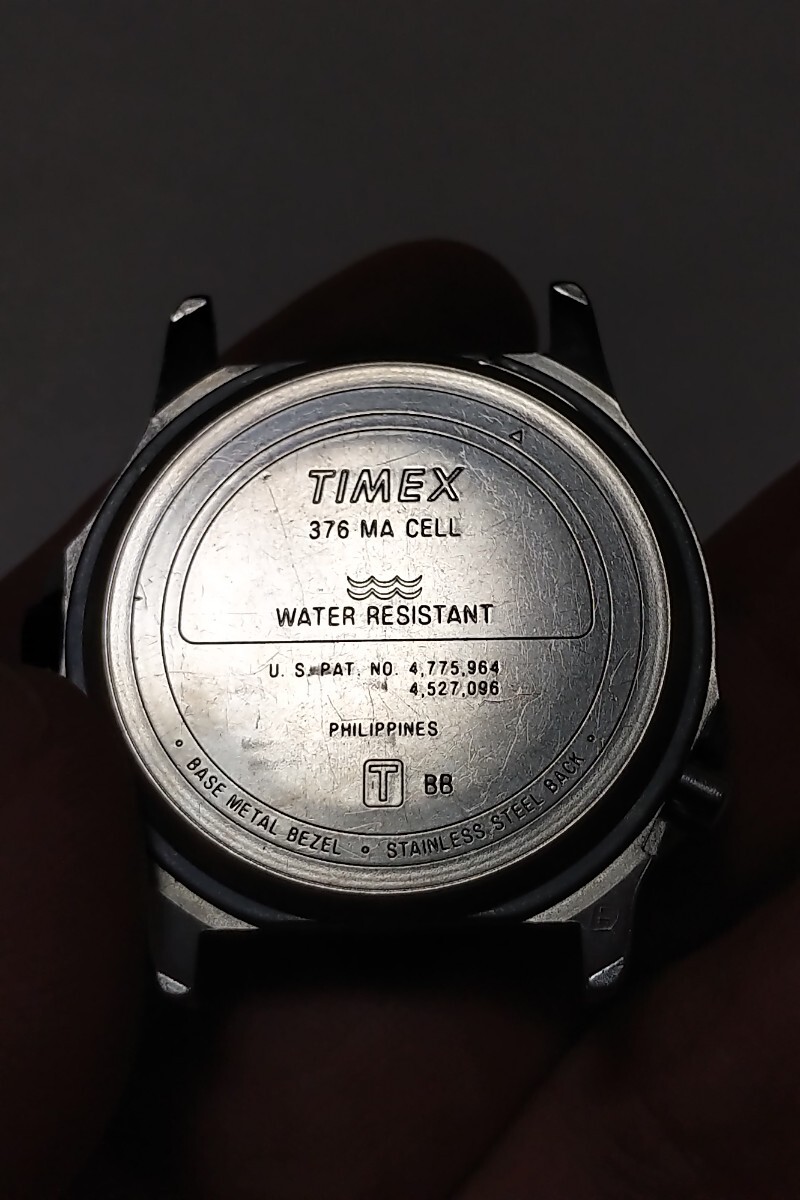 TIMEX
376 MA CELL
WATER RESISTANT
U. S. PAT. NO. 4,775,964
4,527,096
PHILIPPINES
T BB
° BASE METAL BEZEL ° STAINLESS STEEL BACK °